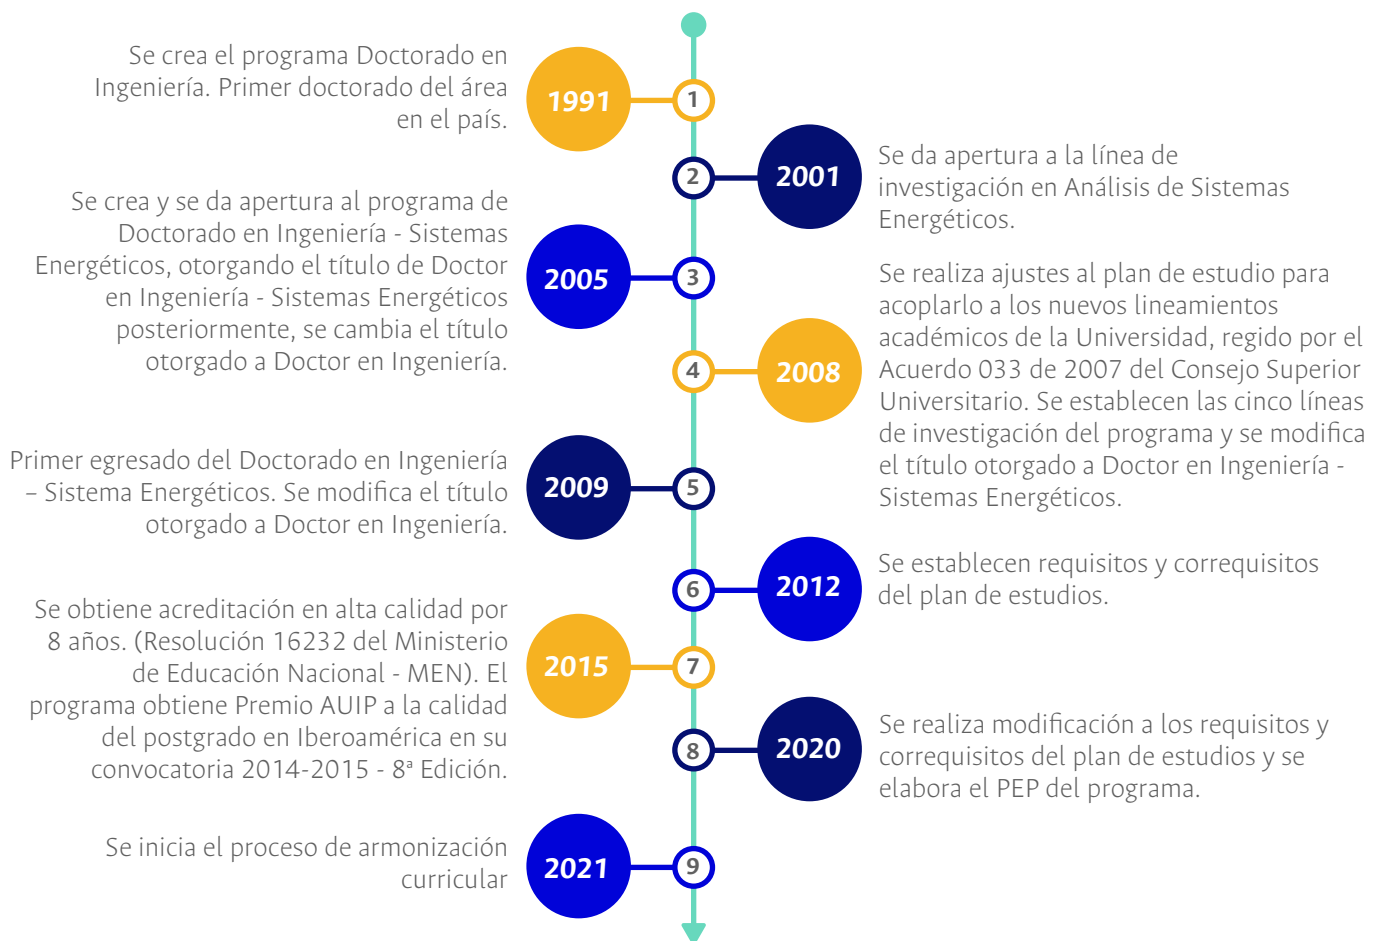 Se crea el programa Doctorado en
Ingeniería. Primer doctorado del área
en el país.
1991
1
2
2001
Se da apertura a la línea de
investigación en Análisis de Sistemas
Energéticos.
Se crea y se da apertura al programa de
Doctorado en Ingeniería - Sistemas
Energéticos, otorgando el título de Doctor
en Ingeniería - Sistemas Energéticos
posteriormente, se cambia el título
otorgado a Doctor en Ingeniería.
2005
3
4
2008
Se realiza ajustes al plan de estudio para
acoplarlo a los nuevos lineamientos
académicos de la Universidad, regido por el
Acuerdo 033 de 2007 del Consejo Superior
Universitario. Se establecen las cinco líneas
de investigación del programa y se modifica
el título otorgado a Doctor en Ingeniería -
Sistemas Energéticos.
Primer egresado del Doctorado en Ingeniería
– Sistema Energéticos. Se modifica el título
otorgado a Doctor en Ingeniería.
2009
5
6
2012
Se establecen requisitos y correquisitos
del plan de estudios.
Se obtiene acreditación en alta calidad por
8 años. (Resolución 16232 del Ministerio
de Educación Nacional - MEN). El
programa obtiene Premio AUIP a la calidad
del postgrado en Iberoamérica en su
convocatoria 2014-2015 - 8ª Edición.
2015
7
8
2020
Se realiza modificación a los requisitos y
correquisitos del plan de estudios y se
elabora el PEP del programa.
Se inicia el proceso de armonización
curricular
2021
9